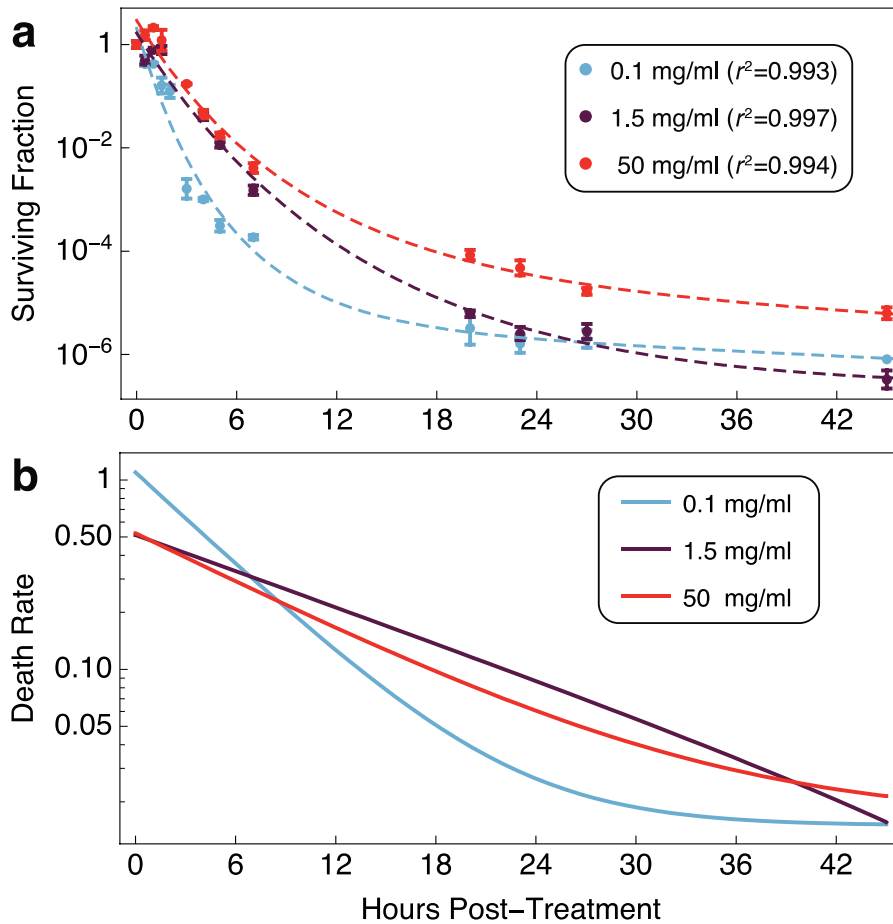 a
1
10⁻²
10⁻⁴
10⁻⁶
Surviving Fraction
0.1 mg/ml (r²=0.993)
1.5 mg/ml (r²=0.997)
50 mg/ml (r²=0.994)
0 6 12 18 24 30 36 42
b
1
0.50
0.10
0.05
Death Rate
0.1 mg/ml
1.5 mg/ml
50 mg/ml
0 6 12 18 24 30 36 42
Hours Post−Treatment